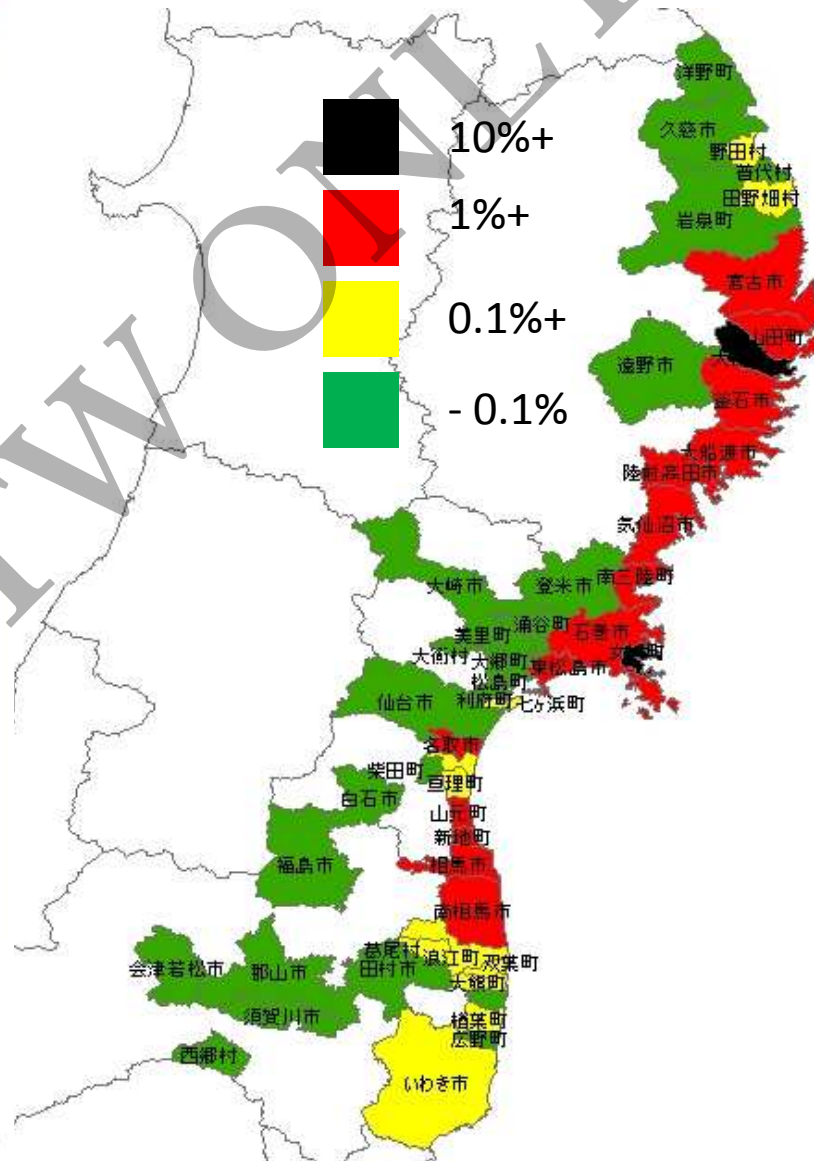 洋野町
10%+
久慈市
野田村
普代村
田野畑村
1%+
岩泉町
宮古市
0.1%+
山田町
遠野市
釜石市
- 0.1%
大船渡市
陸前高田市
気仙沼市
南三陸町
大崎市
登米市
涌谷町
石巻市
美里町
大衡村
大郷町
東松島市
松島町
仙台市
利府町
七ヶ浜町
名取市
柴田町
亘理町
白石市
山元町
新地町
福島市
相馬市
南相馬市
葛尾村
浪江町
双葉町
会津若松市
郡山市
田村市
大熊町
須賀川市
楢葉町
広野町
西郷村
いわき市